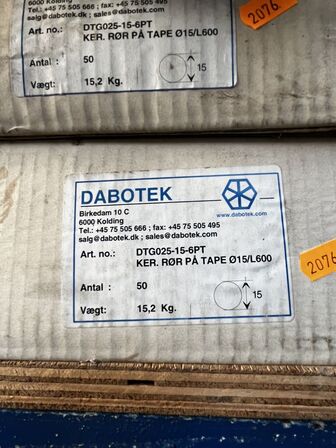 6000 Kolding
Tel.: +45 75 505 666 ; fax: +45 75 505 495
salg@dabotek.dk ; sales@dabotek.com
Art. no.: DTG025-15-6PT
KER. RØR PÅ TAPE Ø15/L600
Antal : 50
15
Vægt: 15,2 Kg.
2076
DABOTEK
Birkedam 10 C
6000 Kolding
Tel.: +45 75 505 666 ; fax: +45 75 505 495
salg@dabotek.dk ; sales@dabotek.com
www.dabotek.com
Art. no.: DTG025-15-6PT
KER. RØR PÅ TAPE Ø15/L600
Antal : 50
15
Vægt: 15,2 Kg.
2076